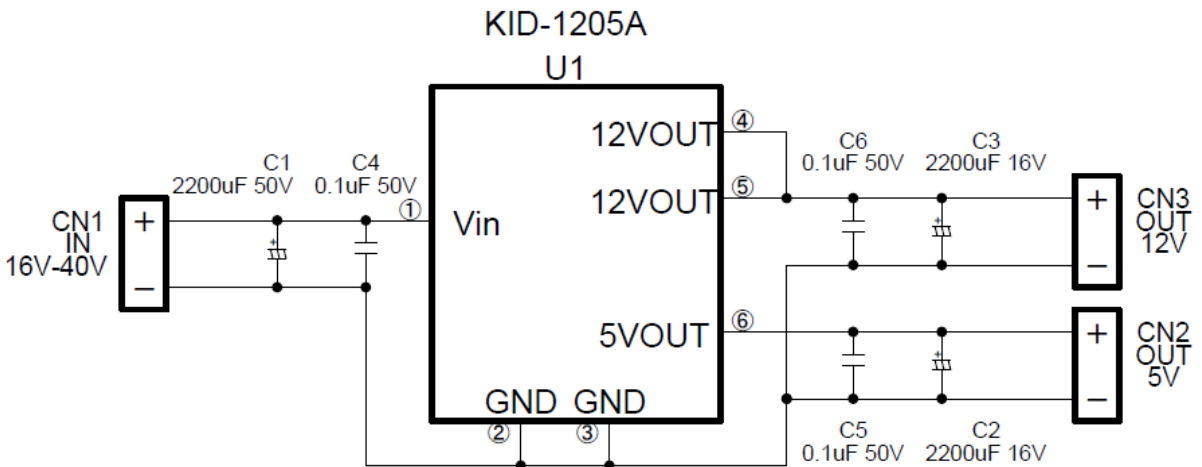 KID-1205A
U1
12VOUT ④
C1
2200uF 50V
C4
0.1uF 50V
C6
0.1uF 50V
C3
2200uF 16V
CN1
IN
16V-40V
+
−
① Vin
12VOUT ⑤
+
−
CN3
OUT
12V
5VOUT ⑥
+
−
CN2
OUT
5V
GND GND
② ③
C5
0.1uF 50V
C2
2200uF 16V
+
+
+